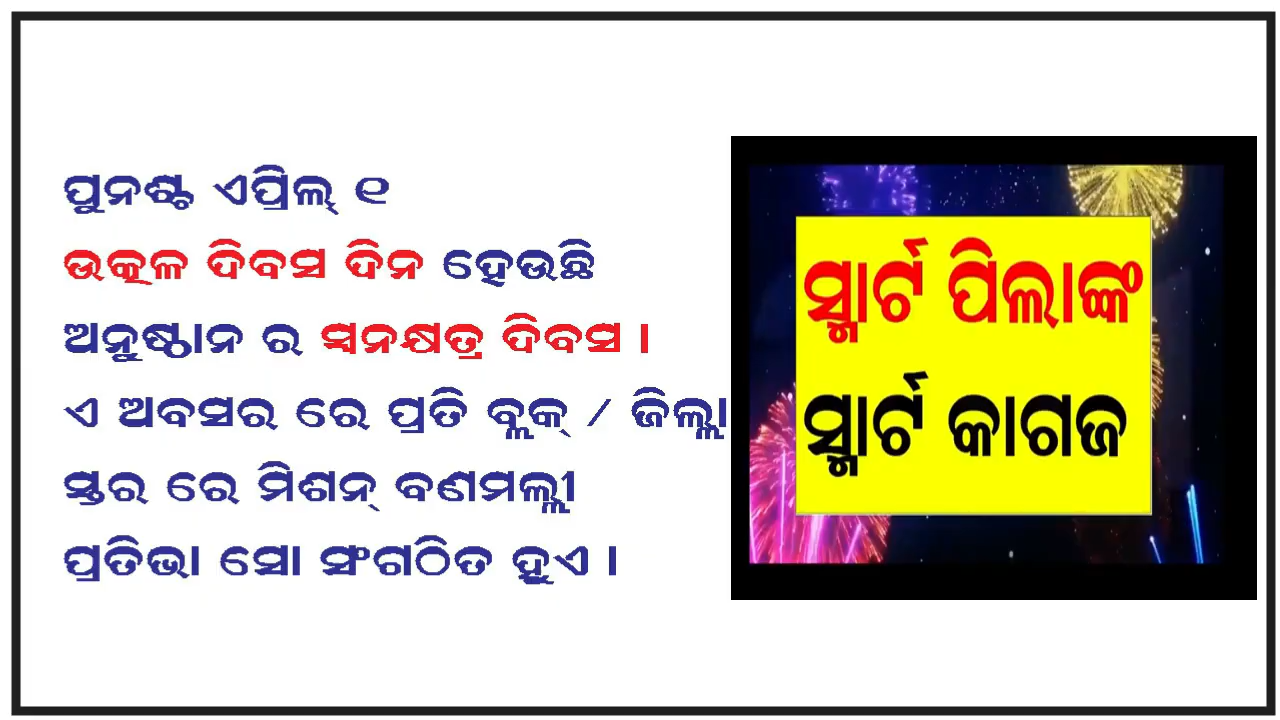 ପୁନଶ୍ଚ ଏପ୍ରିଲ୍ ୧
ଉତ୍କଳ ଦିବସ ଦିନ ହେଉଛି
ଅନୁଷ୍ଠାନ ର ସ୍ୱନକ୍ଷତ୍ର ଦିବସ ।
ଏ ଅବସର ରେ ପ୍ରତି ବ୍ଲକ୍ / ଜିଲ୍ଲା
ସ୍ତର ରେ ମିଶନ୍ ବଣମଲ୍ଲୀ
ପ୍ରତିଭା ସୋ ସଂଗଠିତ ହୁଏ ।
ସ୍ମାର୍ଟ ପିଲାଙ୍କ
ସ୍ମାର୍ଟ କାଗଜ